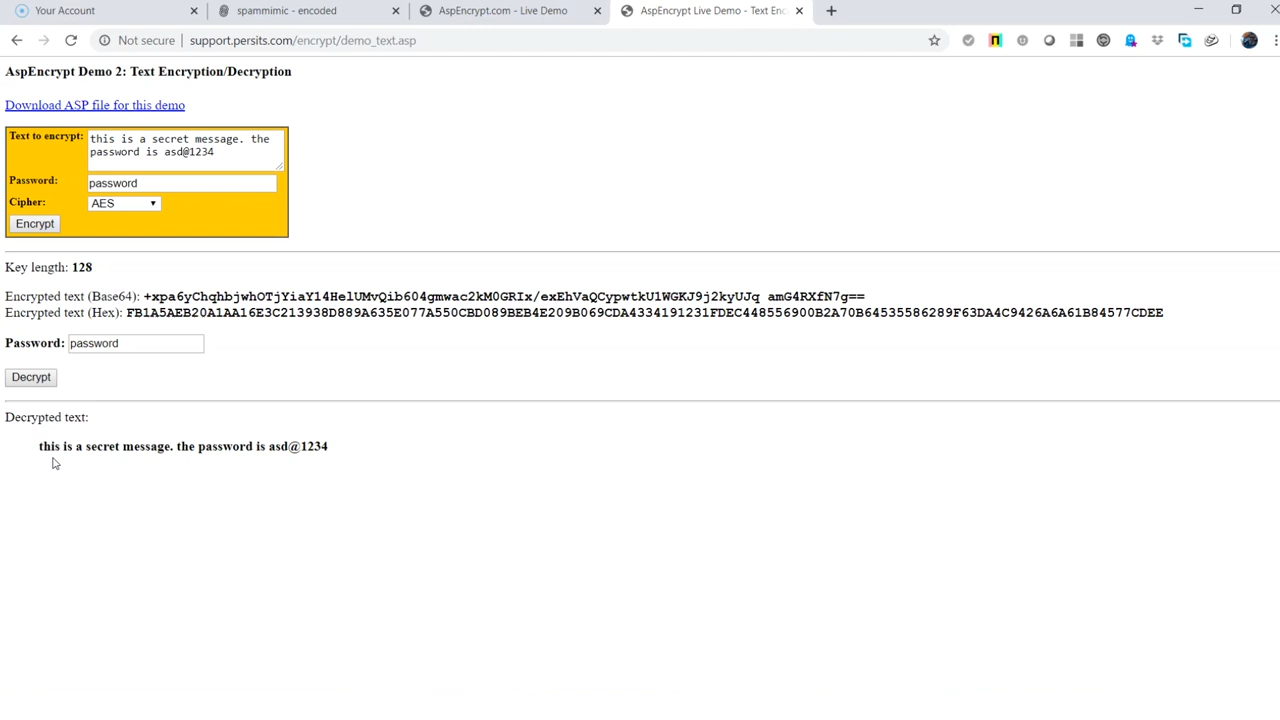 Your Account
spammimic - encoded
AspEncrypt.com - Live Demo
AspEncrypt Live Demo - Text Enc
Not secure | support.persits.com/encrypt/demo_text.asp
AspEncrypt Demo 2: Text Encryption/Decryption
Download ASP file for this demo
Text to encrypt: this is a secret message. the
password is asd@1234
Password: password
Cipher: AES
Encrypt
Key length: 128
Encrypted text (Base64): +xpa6yChqhbjwhOTjYiaY14HelUMvQib604gmwac2kM0GRIx/exEhVaQCypwtkU1WGKJ9j2kyUJq amG4RXfN7g==
Encrypted text (Hex): FB1A5AEB20A1AA16E3C213938D889A635E077A550CBD089BEB4E209B069CDA4334191231FDEC448556900B2A70B64535586289F63DA4C9426A6A61B84577CDEE
Password: password
Decrypt
Decrypted text:
this is a secret message. the password is asd@1234